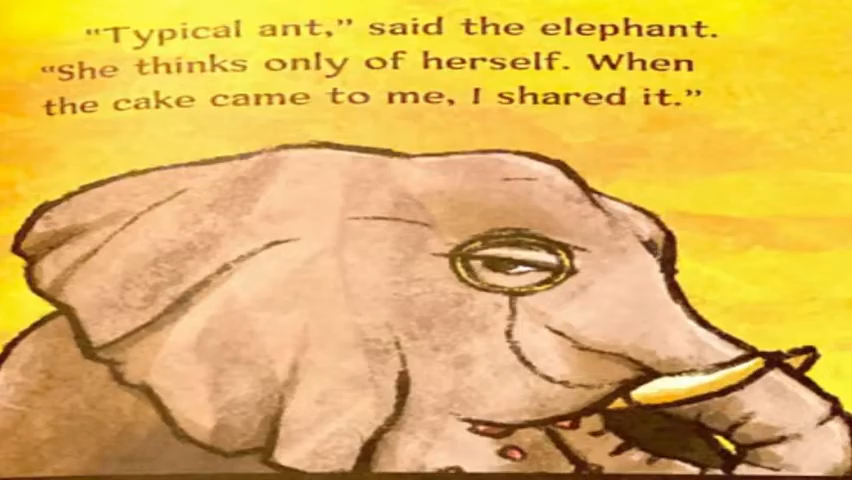 “Typical ant,” said the elephant.
“She thinks only of herself. When
the cake came to me, I shared it.”